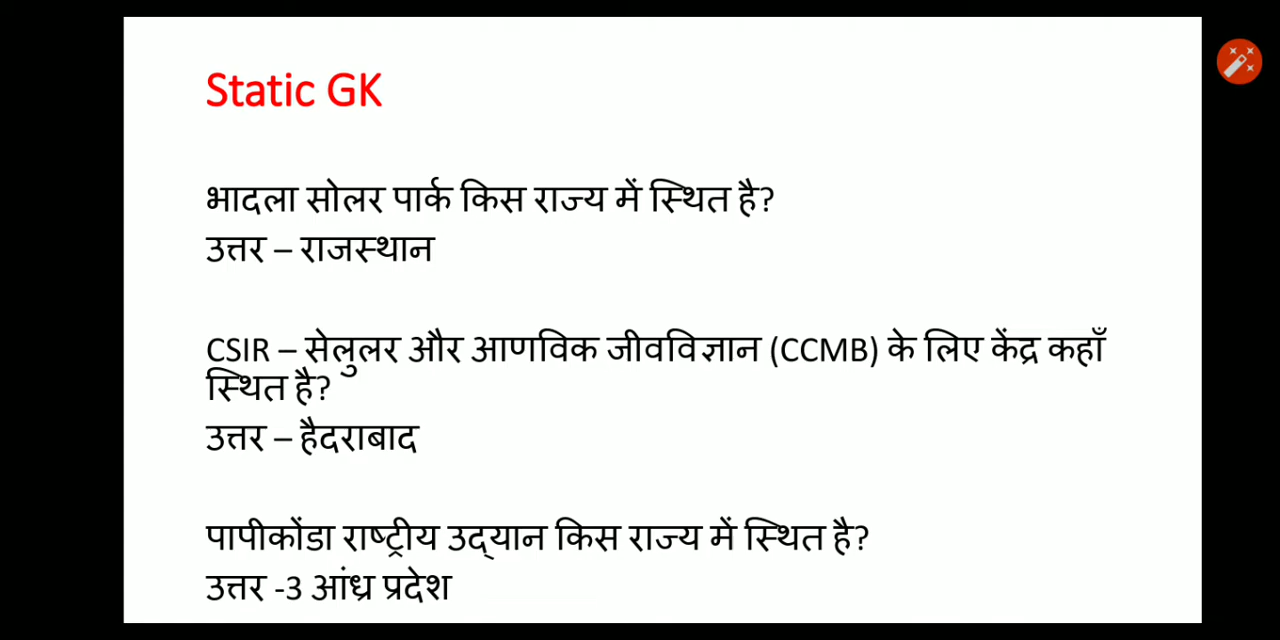 Static GK
भादला सोलर पार्क किस राज्य में स्थित है?
उत्तर – राजस्थान
CSIR – सेलुलर और आणविक जीवविज्ञान (CCMB) के लिए केंद्र कहाँ
स्थित है?
उत्तर – हैदराबाद
पापीकोंडा राष्ट्रीय उद्यान किस राज्य में स्थित है?
उत्तर -3 आंध्र प्रदेश